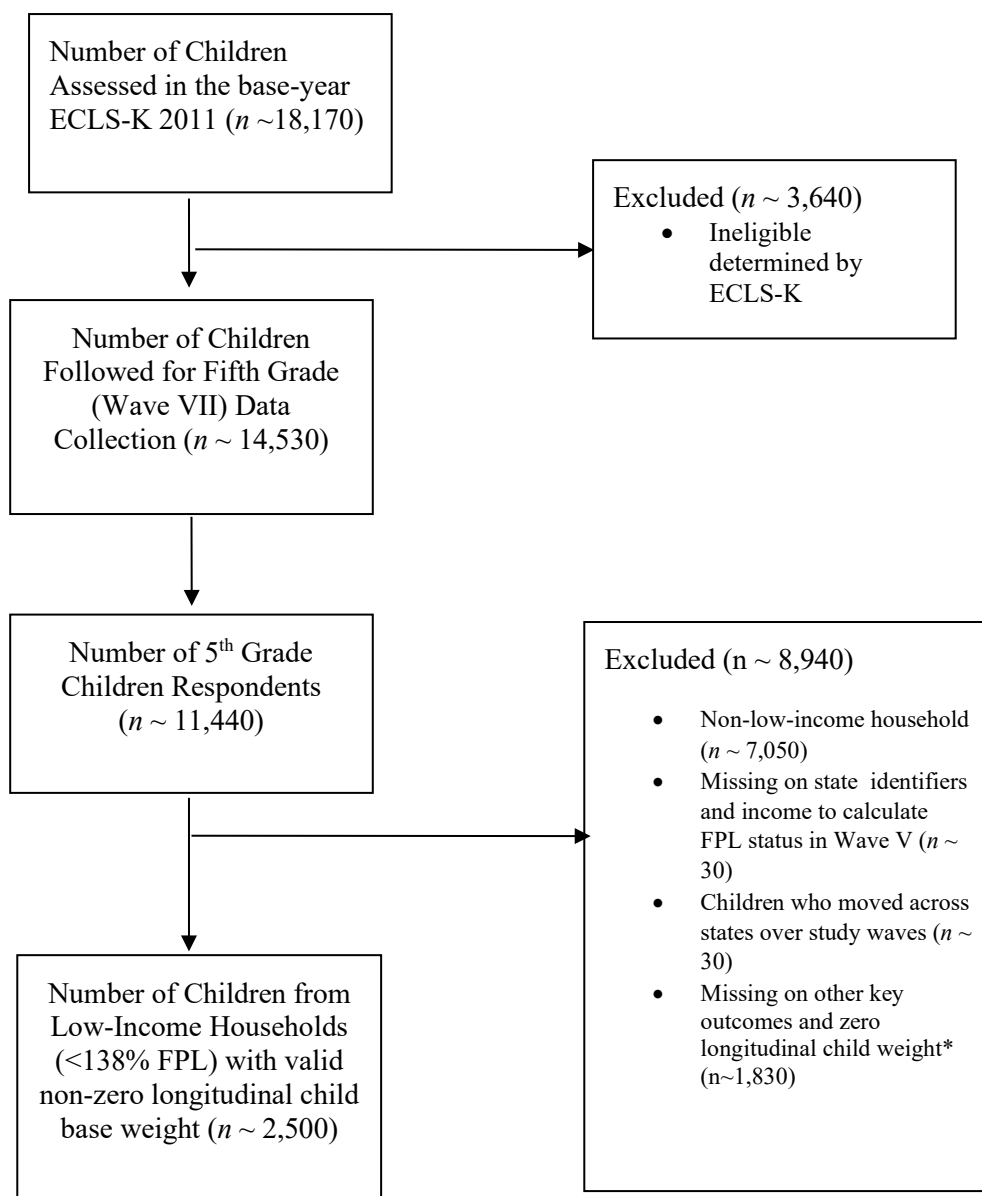 Number of Children
Assessed in the base-year
ECLS-K 2011 (n ~18,170)
Excluded (n ~ 3,640)
• Ineligible
determined by
ECLS-K
Number of Children
Followed for Fifth Grade
(Wave VII) Data
Collection (n ~ 14,530)
Number of 5th Grade
Children Respondents
(n ~ 11,440)
Excluded (n ~ 8,940)
• Non-low-income household
(n ~ 7,050)
• Missing on state identifiers
and income to calculate
FPL status in Wave V (n ~
30)
• Children who moved across
states over study waves (n ~
30)
• Missing on other key
outcomes and zero
longitudinal child weight*
(n~1,830)
Number of Children from
Low-Income Households
(<138% FPL) with valid
non-zero longitudinal child
base weight (n ~ 2,500)